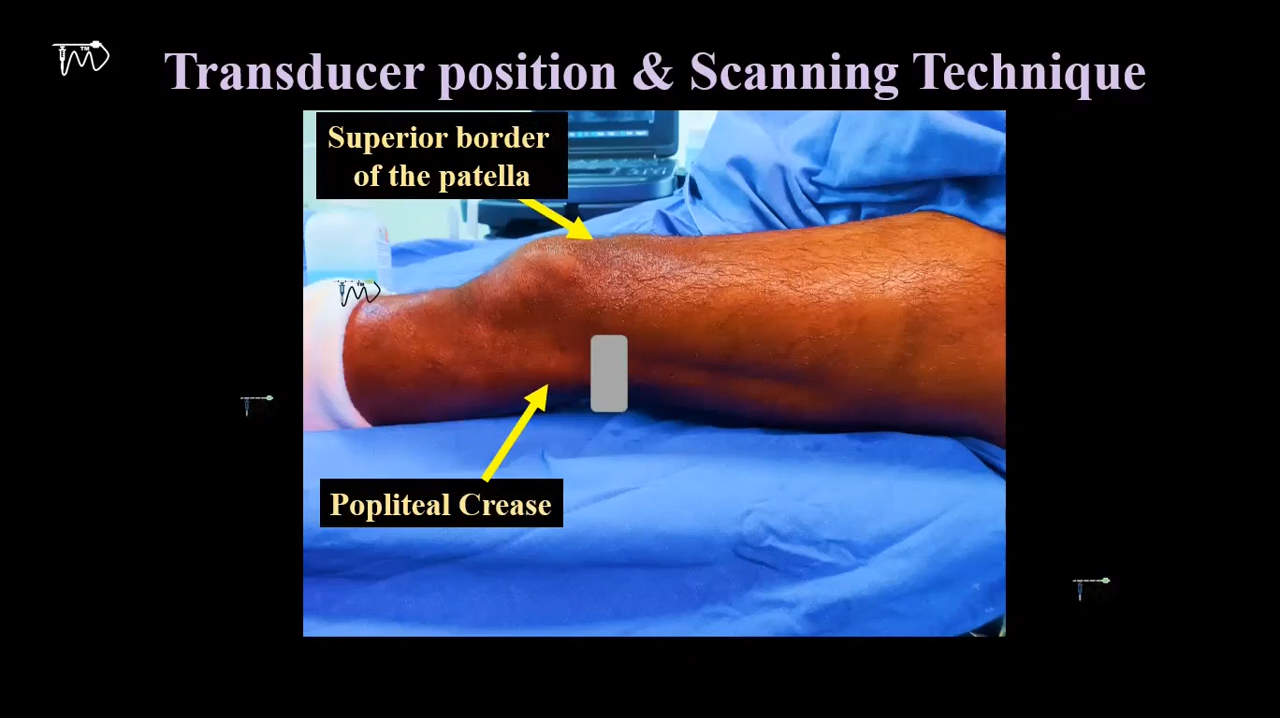 Transducer position & Scanning Technique
Superior border
of the patella
Popliteal Crease